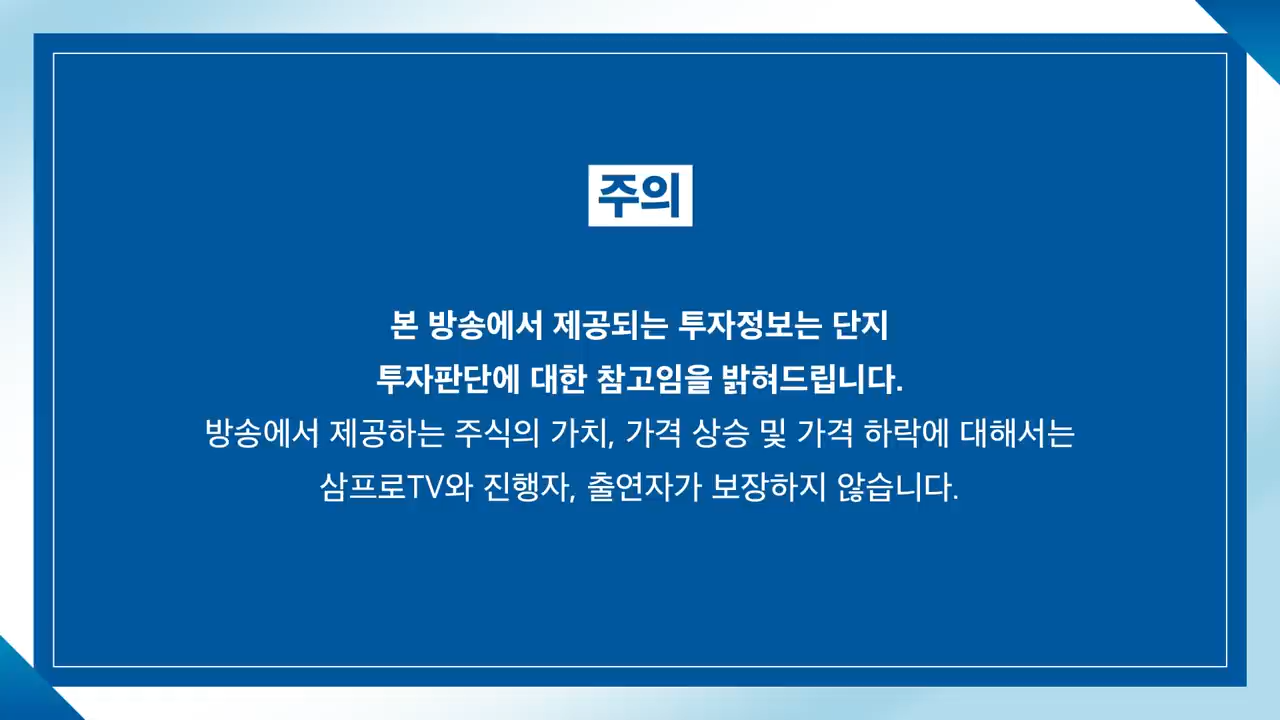 주의
본 방송에서 제공되는 투자정보는 단지
투자판단에 대한 참고임을 밝혀드립니다.
방송에서 제공하는 주식의 가치, 가격 상승 및 가격 하락에 대해서는
삼프로TV와 진행자, 출연자가 보장하지 않습니다.